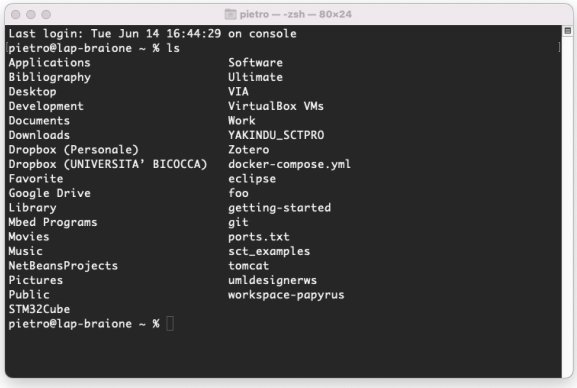 pietro — -zsh — 80×24
Last login: Tue Jun 14 16:44:29 on console
[pietro@lap-braione ~ % ls ]
Applications Software
Bibliography Ultimate
Desktop VIA
Development VirtualBox VMs
Documents Work
Downloads YAKINDU_SCTPRO
Dropbox (Personale) Zotero
Dropbox (UNIVERSITA’ BICOCCA) docker-compose.yml
Favorite eclipse
Google Drive foo
Library getting-started
Mbed Programs git
Movies ports.txt
Music sct_examples
NetBeansProjects tomcat
Pictures umldesignerws
Public workspace-papyrus
STM32Cube
pietro@lap-braione ~ %